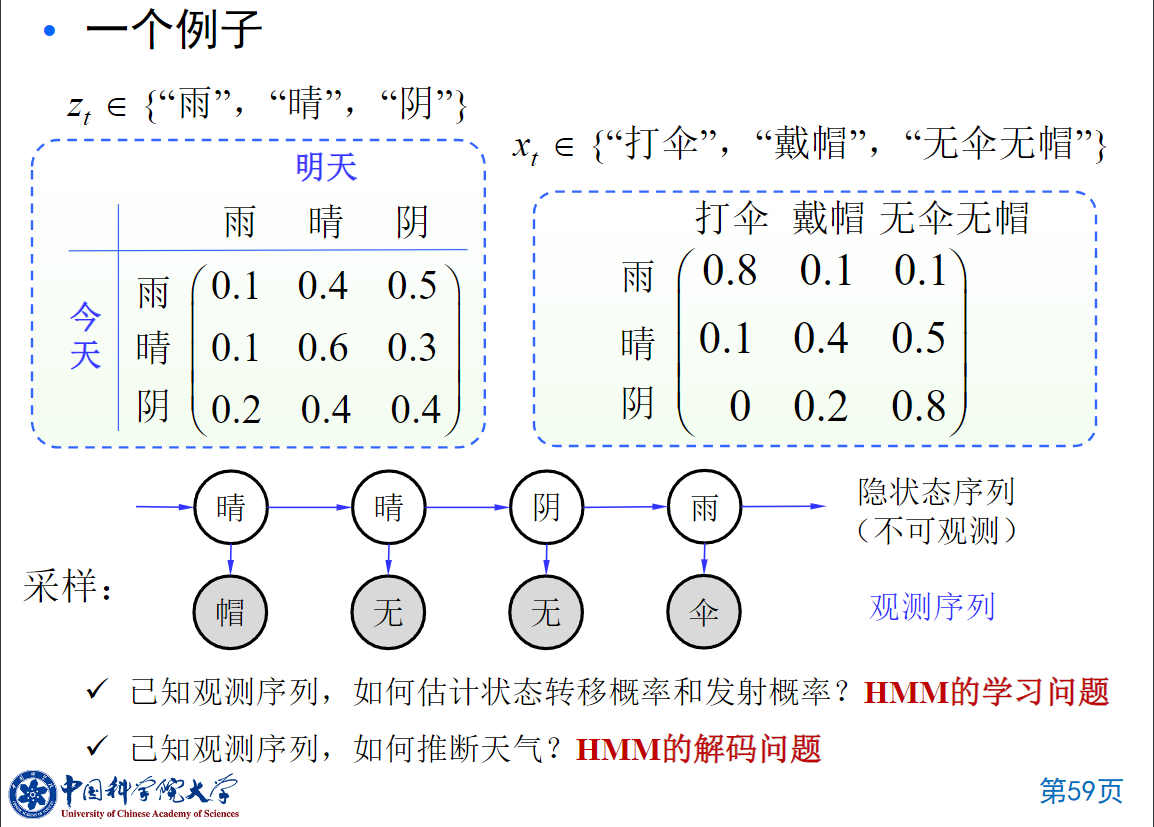 • 一个例子
z_t ∈ {“雨”，“晴”，“阴”}
x_t ∈ {“打伞”，“戴帽”，“无伞无帽”}
明天
雨 晴 阴
今天
雨 0.1 0.4 0.5
晴 0.1 0.6 0.3
阴 0.2 0.4 0.4
打伞 戴帽 无伞无帽
雨 0.8 0.1 0.1
晴 0.1 0.4 0.5
阴 0 0.2 0.8
晴 晴 阴 雨
隐状态序列
（不可观测）
采样：
帽 无 无 伞
观测序列
✓ 已知观测序列，如何估计状态转移概率和发射概率？HMM的学习问题
✓ 已知观测序列，如何推断天气？HMM的解码问题
中国科学院大学
University of Chinese Academy of Sciences
第59页